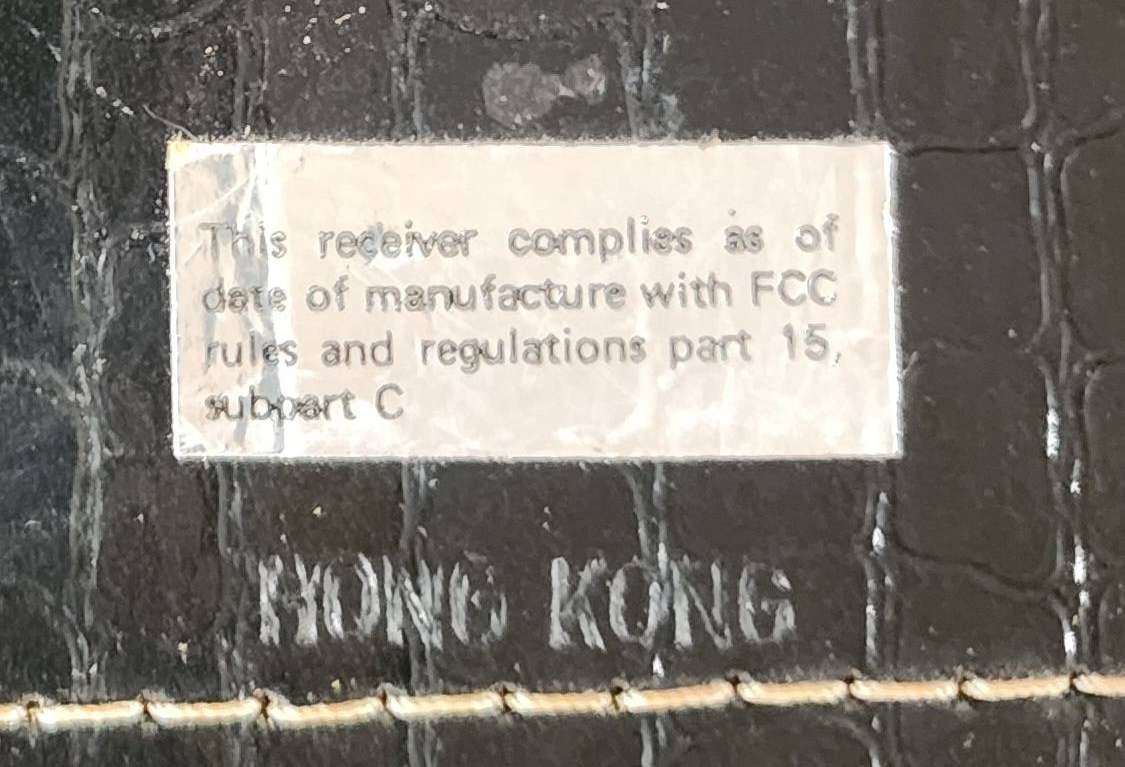 This receiver complies as of
date of manufacture with FCC
rules and regulations part 15,
subpart C
HONG KONG